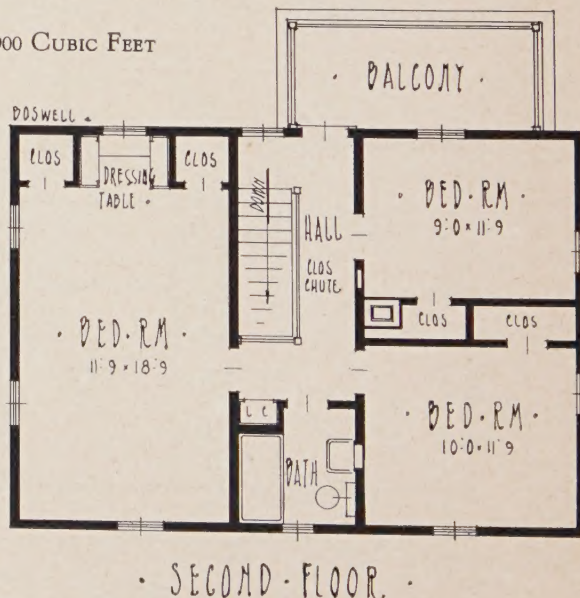 000 CUBIC FEET
· BALCONY ·
BOSWELL ·
CLOS
DRESSING
TABLE ·
CLOS
DOWN
HALL
CLOS
CHUTE
· BED·RM ·
9:0 × 11:9
CLOS
CLOS
· BED·RM ·
11:9 × 18:9
· BED·RM ·
10:0 × 11:9
L C
BATH
· SECOND·FLOOR. ·